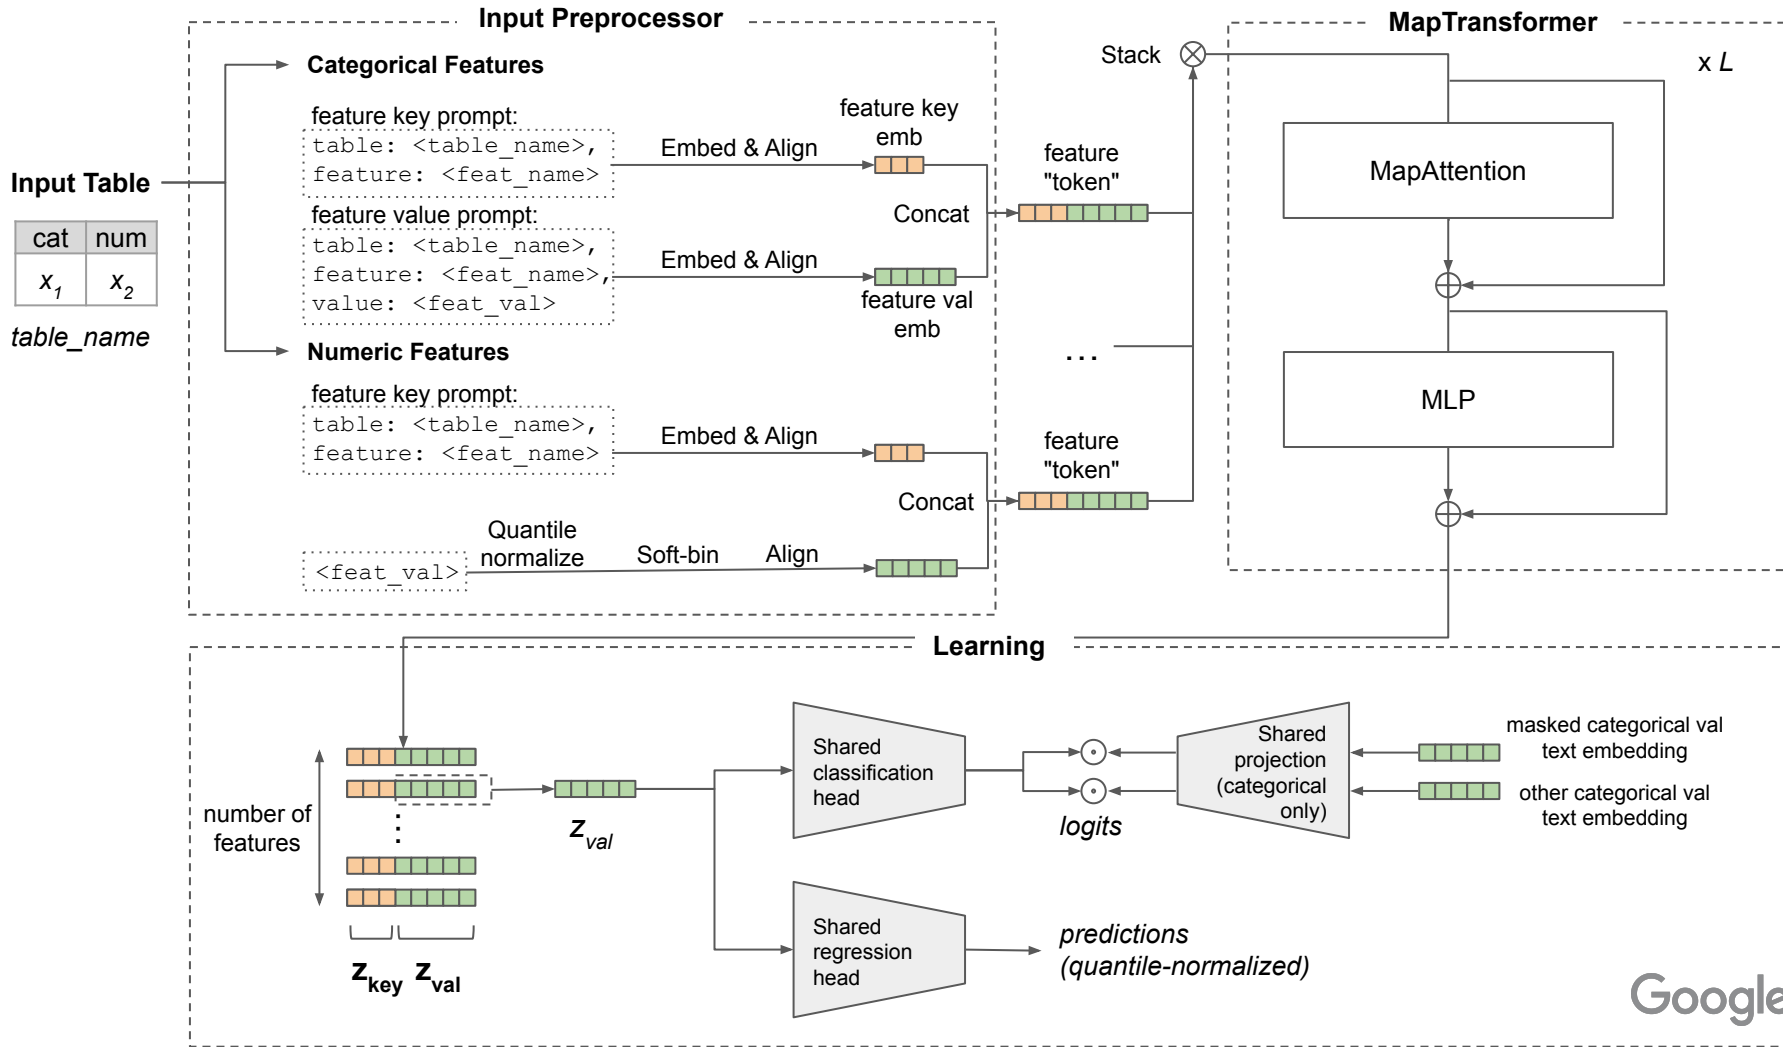 Input Preprocessor
MapTransformer
Input Table
cat num
x1 x2
table_name
Categorical Features
feature key prompt:
table: <table_name>,
feature: <feat_name>
Embed & Align
feature key
emb
feature value prompt:
table: <table_name>,
feature: <feat_name>,
value: <feat_val>
Embed & Align
feature val
emb
Concat
feature
"token"
Numeric Features
feature key prompt:
table: <table_name>,
feature: <feat_name>
Embed & Align
Concat
<feat_val>
Quantile
normalize
Soft-bin
Align
...
feature
"token"
Stack
x L
MapAttention
MLP
Learning
number of
features
⋮
zkey zval
zval
Shared
classification
head
logits
Shared
projection
(categorical
only)
masked categorical val
text embedding
other categorical val
text embedding
Shared
regression
head
predictions
(quantile-normalized)
Google